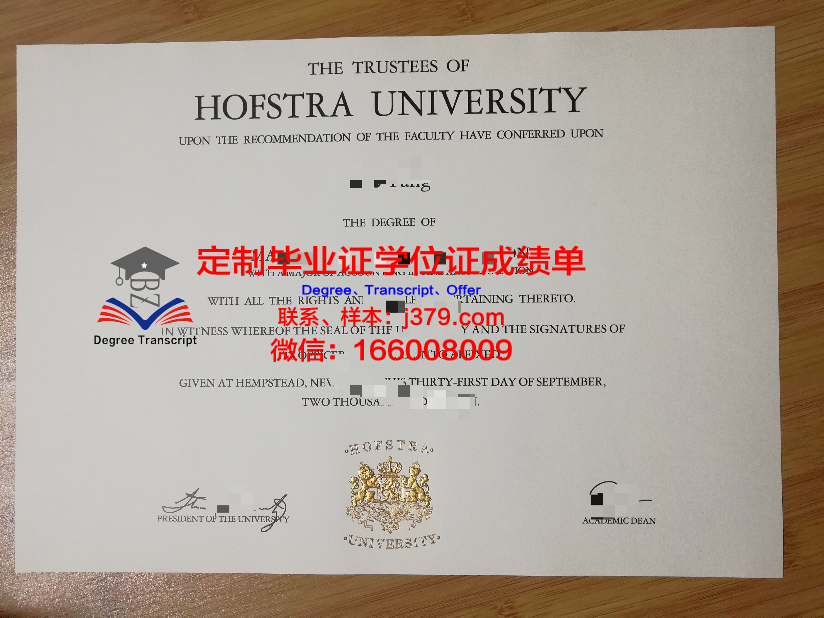 THE TRUSTEES OF
HOFSTRA UNIVERSITY
UPON THE RECOMMENDATION OF THE FACULTY HAVE CONFERRED UPON
THE DEGREE OF
定制毕业证学位证成绩单
WITH A MAJOR OF
Degree、Transcript、Offer
WITH ALL THE RIGHTS THERETO.
联系、样本：j379.com
IN WITNESS WHEREOF THE SEAL OF THE AND THE SIGNATURES OF
微信：166008009
Degree Transcript
GIVEN AT HEMPSTEAD, THIRTY-FIRST DAY OF SEPTEMBER,
TWO
·HOFSTRA·
·UNIVERSITY·
PRESIDENT OF THE UNIVERSITY
ACADEMIC DEAN